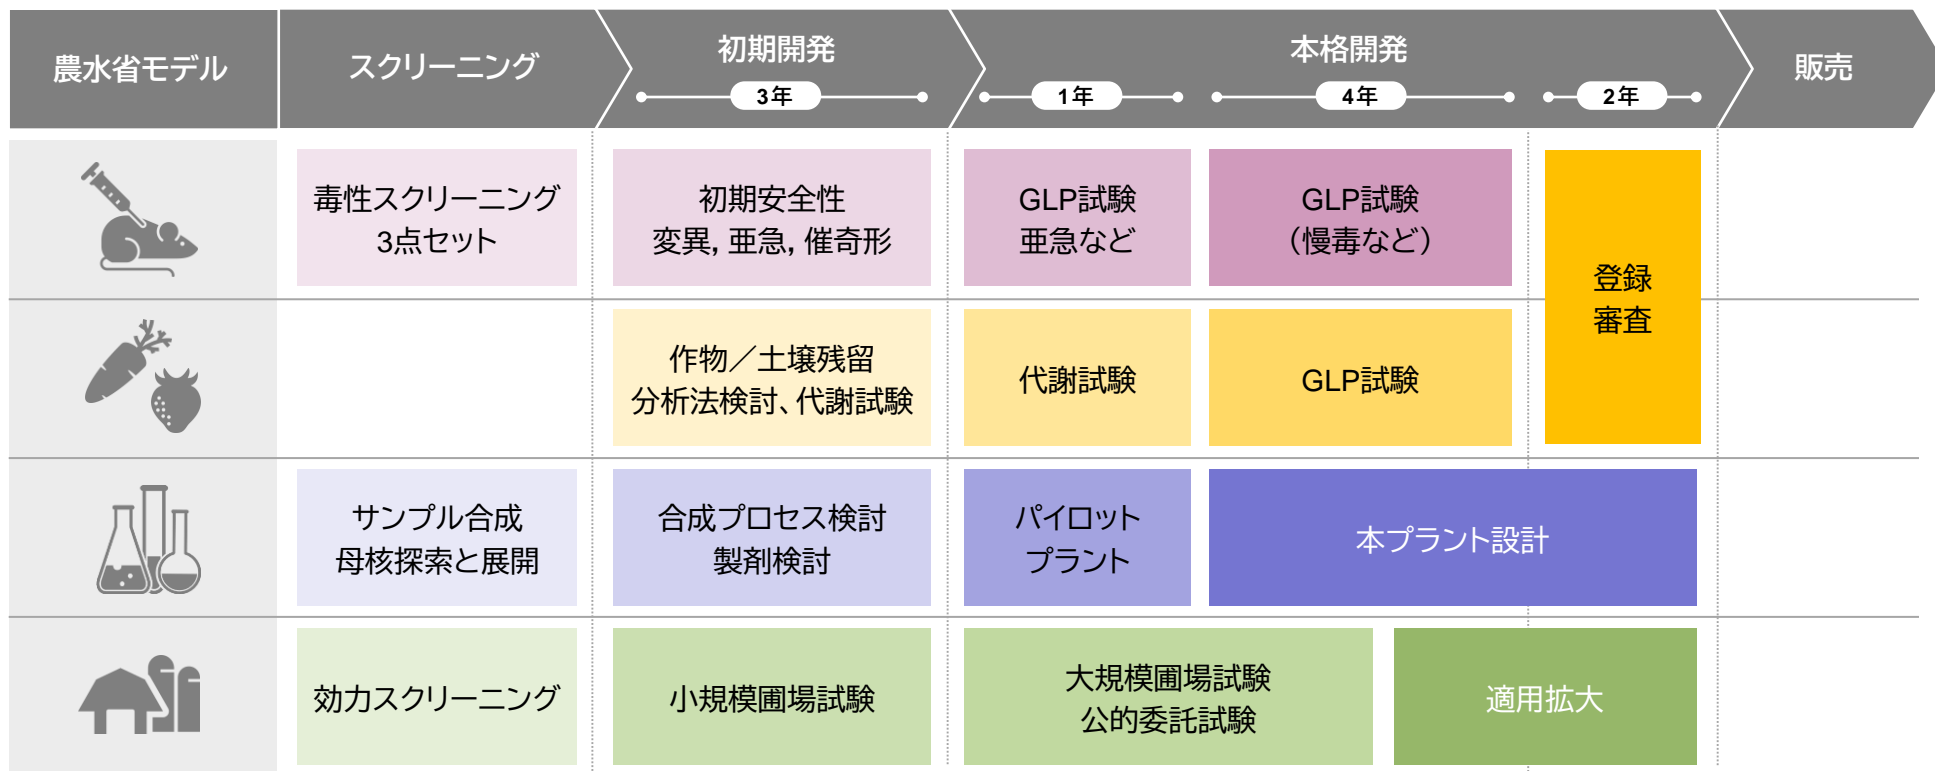 農水省モデル
スクリーニング
初期開発
3年
本格開発
1年
4年
2年
販売
毒性スクリーニング
3点セット
初期安全性
変異, 亜急, 催奇形
GLP試験
亜急など
GLP試験
（慢毒など）
登録
審査
作物／土壌残留
分析法検討、代謝試験
代謝試験
GLP試験
サンプル合成
母核探索と展開
合成プロセス検討
製剤検討
パイロット
プラント
本プラント設計
効力スクリーニング
小規模圃場試験
大規模圃場試験
公的委託試験
適用拡大